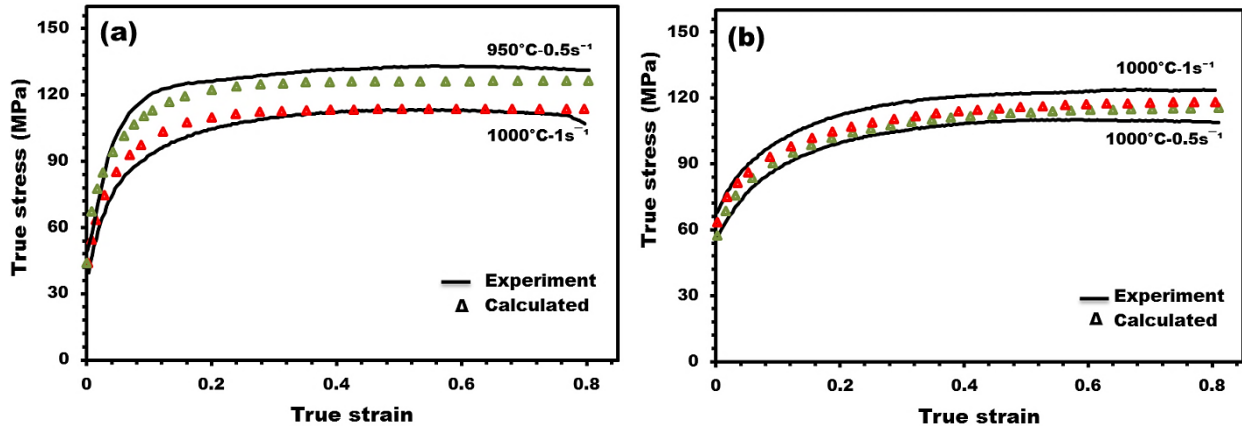 (a)
True stress (MPa)
150
120
90
60
30
0
950°C-0.5s⁻¹
1000°C-1s⁻¹
Experiment
Calculated
0
0.2
0.4
0.6
0.8
True strain
(b)
True stress (MPa)
150
120
90
60
30
0
1000°C-1s⁻¹
1000°C-0.5s⁻¹
Experiment
Calculated
0
0.2
0.4
0.6
0.8
True strain